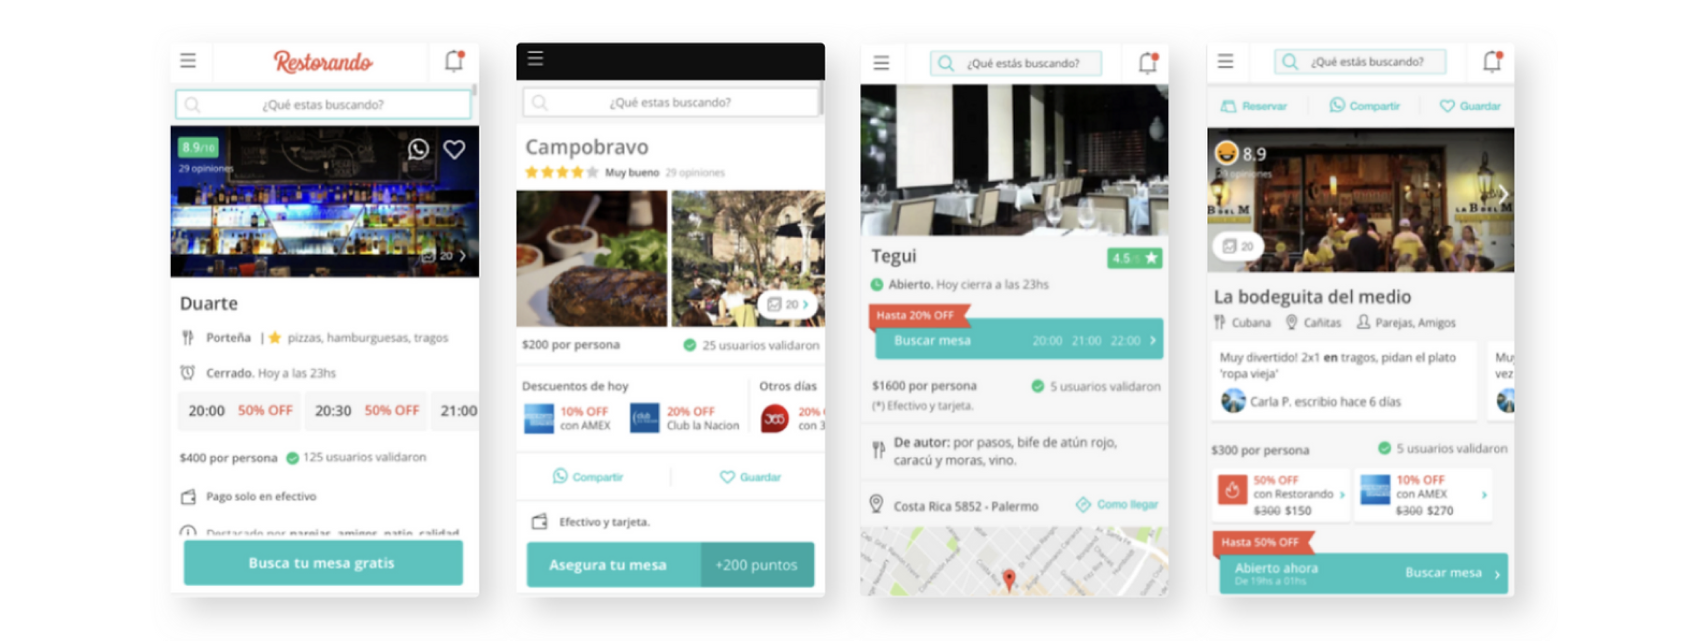 Restorando
¿Qué estas buscando?
8.9/10
29 opiniones
20
Duarte
Porteña | pizzas, hamburguesas, tragos
Cerrado. Hoy a las 23hs
20:00 50% OFF 20:30 50% OFF 21:00
$400 por persona 125 usuarios validaron
Pago solo en efectivo
Destacado por parejas, amigos, patio, calidad
Busca tu mesa gratis
¿Qué estas buscando?
Campobravo
Muy bueno 29 opiniones
20
$200 por persona 25 usuarios validaron
Descuentos de hoy Otros días
10% OFF 20% OFF 20%
con AMEX Club la Nacion con 3
Compartir Guardar
Efectivo y tarjeta.
Asegura tu mesa +200 puntos
¿Qué estás buscando?
Tegui 4.5
Abierto. Hoy cierra a las 23hs
Hasta 20% OFF
Buscar mesa 20:00 21:00 22:00
$1600 por persona 5 usuarios validaron
(*) Efectivo y tarjeta.
De autor: por pasos, bife de atún rojo,
caracú y moras, vino.
Costa Rica 5852 - Palermo Como llegar
¿Qué estás buscando?
Reservar Compartir Guardar
8.9
29 opiniones
20
La bodeguita del medio
Cubana Cañitas Parejas, Amigos
Muy divertido! 2x1 en tragos, pidan el plato
'ropa vieja'
Carla P. escribio hace 6 días
Muy
vez
$300 por persona 5 usuarios validaron
50% OFF 10% OFF
con Restorando con AMEX
$300 $150 $300 $270
Hasta 50% OFF
Abierto ahora Buscar mesa
De 19hs a 01hs